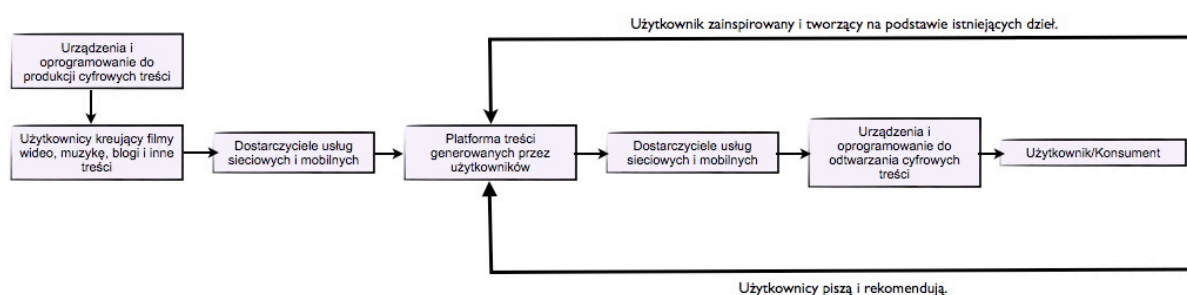 Użytkownik zainspirowany i tworzący na podstawie istniejących dzieł.
Urządzenia i
oprogramowanie do
produkcji cyfrowych treści
Użytkownicy kreujący filmy
wideo, muzykę, blogi i inne
treści
Dostarczyciele usług
sieciowych i mobilnych
Platforma treści
generowanych przez
użytkowników
Dostarczyciele usług
sieciowych i mobilnych
Urządzenia i
oprogramowanie do
odtwarzania cyfrowych
treści
Użytkownik/Konsument
Użytkownicy piszą i rekomendują.